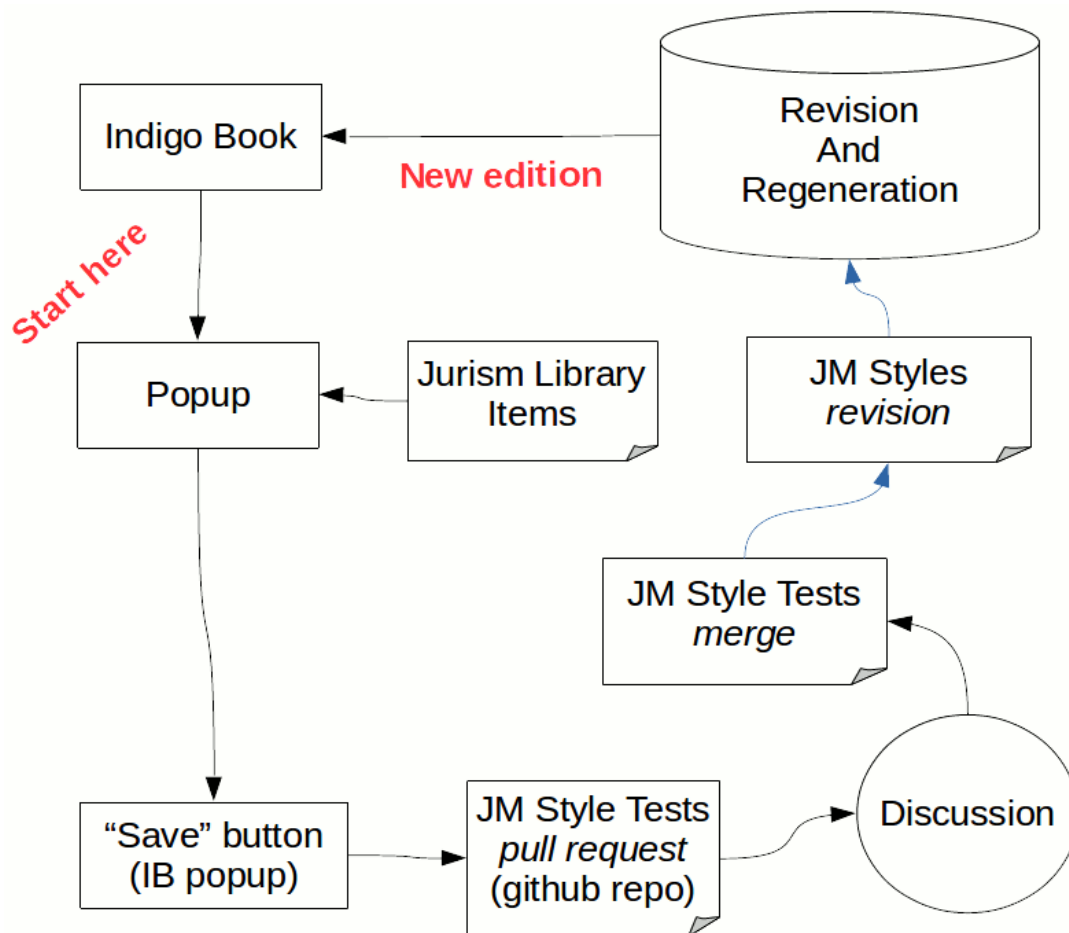 Indigo Book
New edition
Revision
And
Regeneration
Start here
Popup
Jurism Library
Items
JM Styles
revision
JM Style Tests
merge
“Save” button
(IB popup)
JM Style Tests
pull request
(github repo)
Discussion